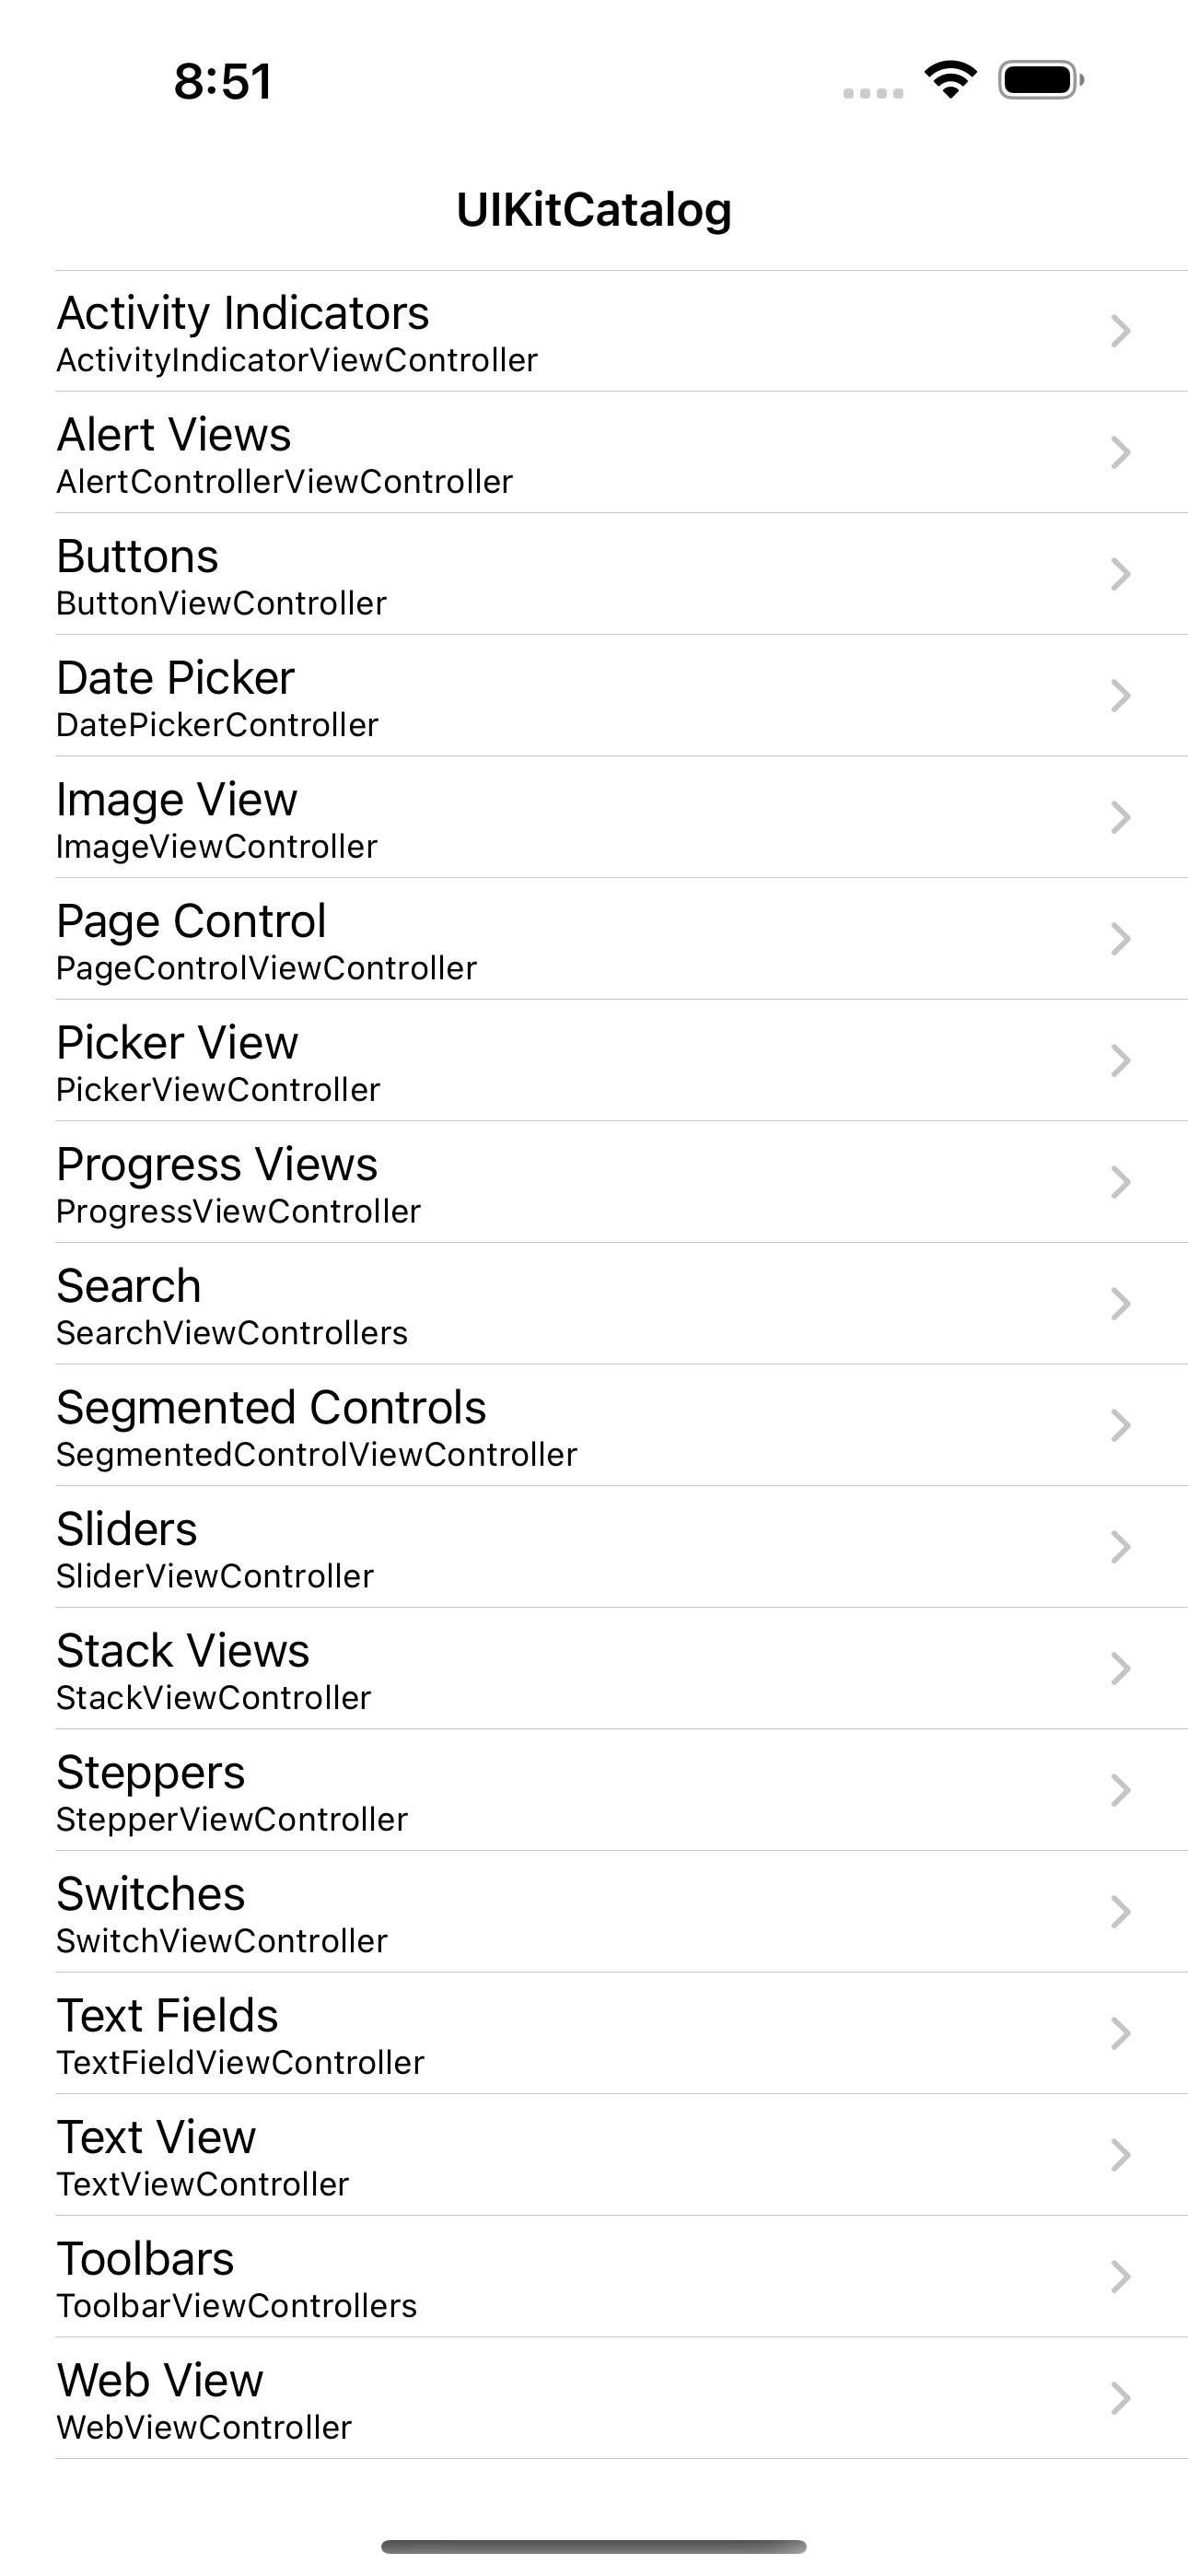 8:51
UIKitCatalog
Activity Indicators
ActivityIndicatorViewController
Alert Views
AlertControllerViewController
Buttons
ButtonViewController
Date Picker
DatePickerController
Image View
ImageViewController
Page Control
PageControlViewController
Picker View
PickerViewController
Progress Views
ProgressViewController
Search
SearchViewControllers
Segmented Controls
SegmentedControlViewController
Sliders
SliderViewController
Stack Views
StackViewController
Steppers
StepperViewController
Switches
SwitchViewController
Text Fields
TextFieldViewController
Text View
TextViewController
Toolbars
ToolbarViewControllers
Web View
WebViewController